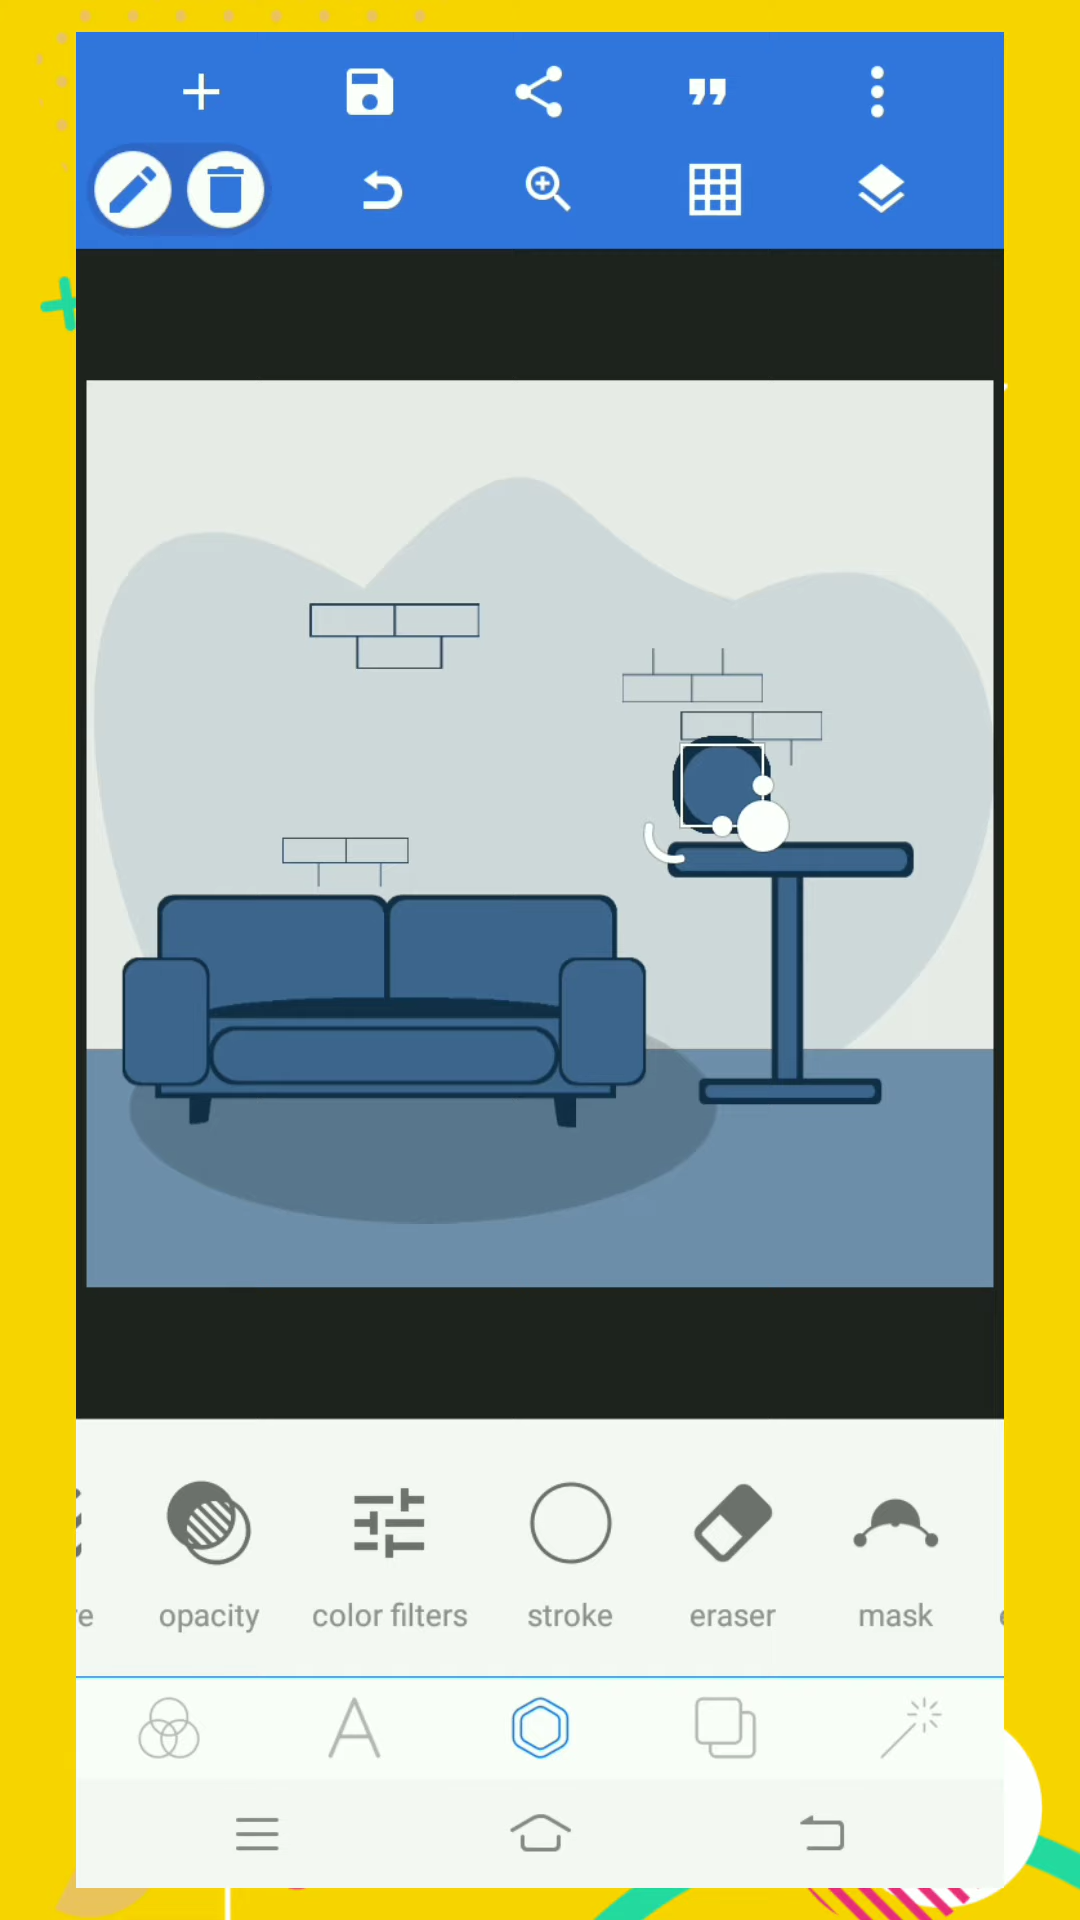 opacity
color filters
stroke
eraser
mask